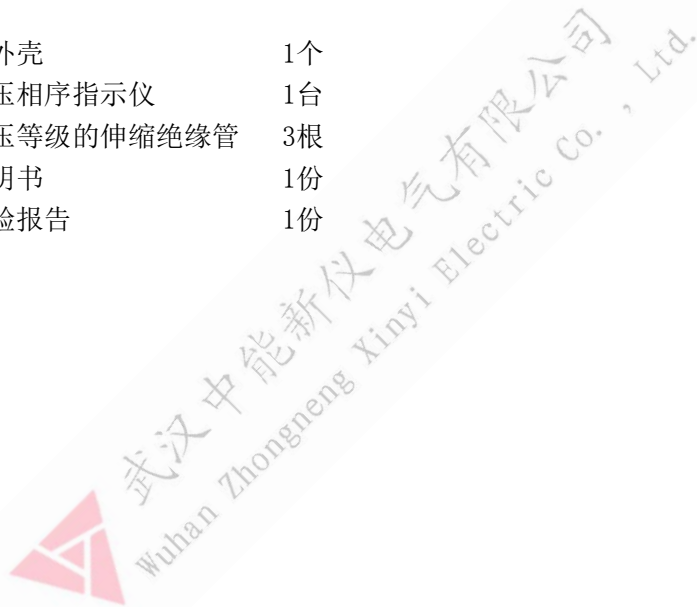 外壳 1个
压相序指示仪 1台
压等级的伸缩绝缘管 3根
明书 1份
验报告 1份
武汉中能新仪电气有限公司
Wuhan Zhongneng Xinyi Electric Co. , Ltd.